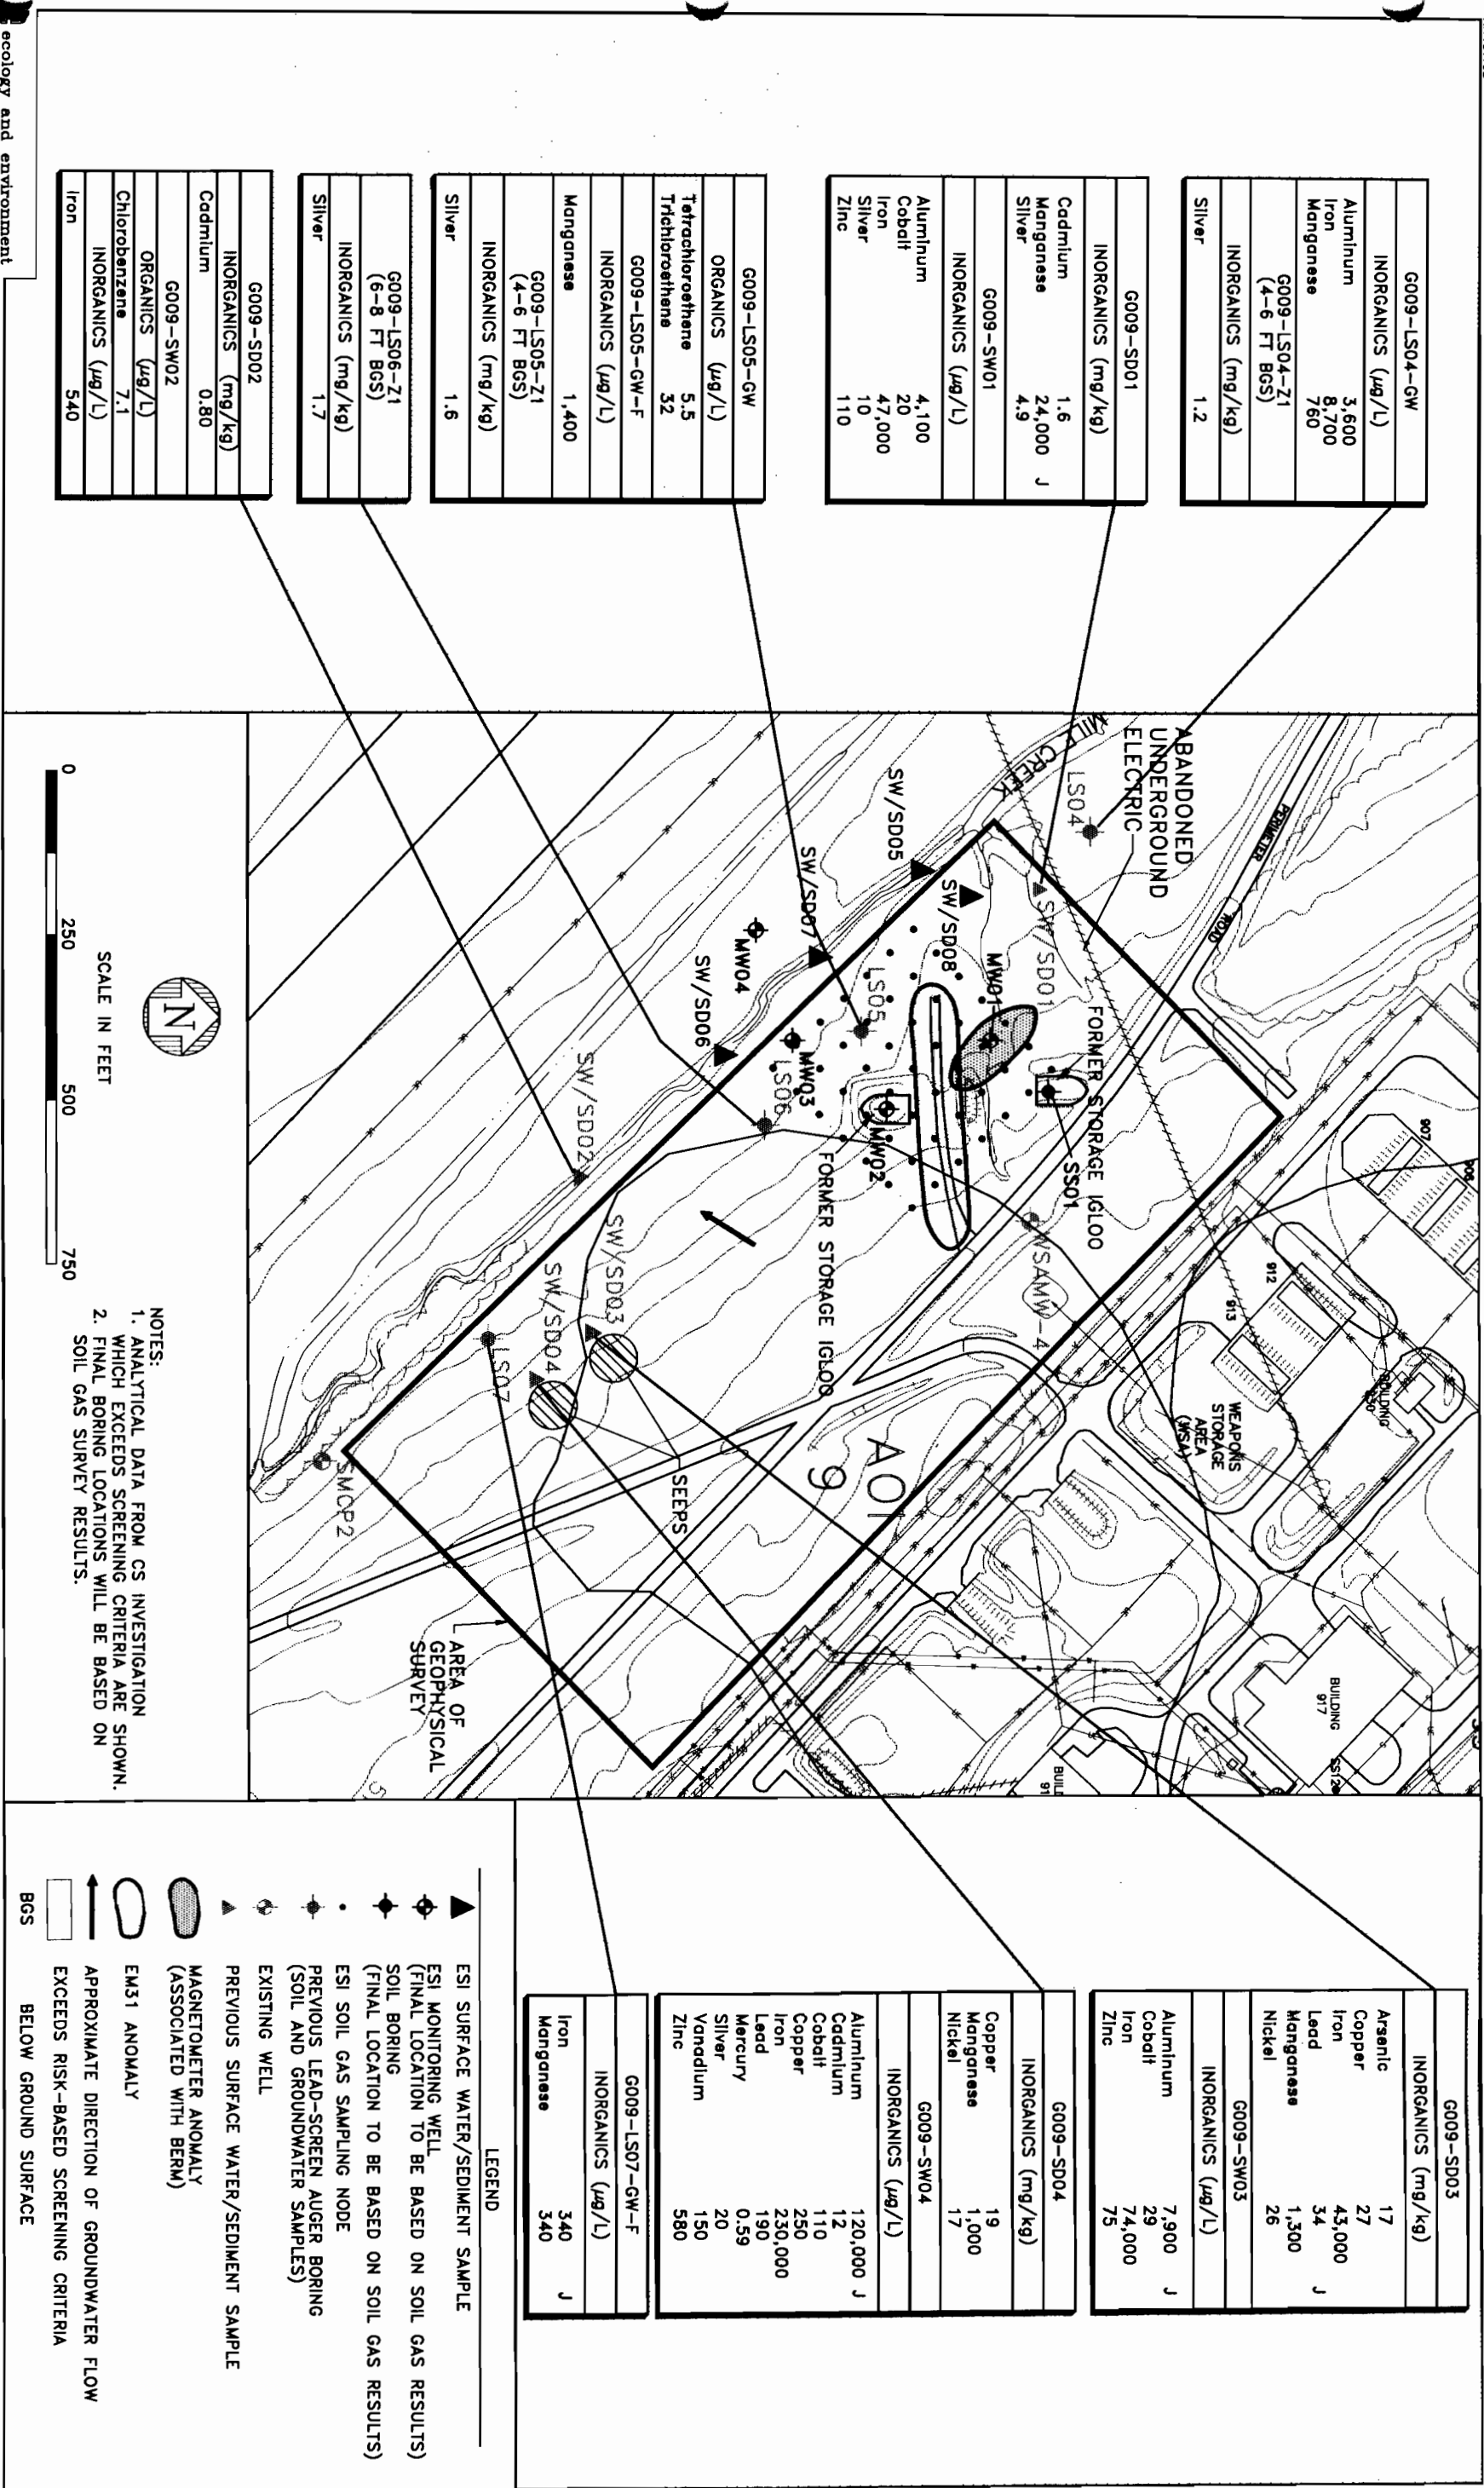 G009-LS04-GW
INORGANICS (µg/L)
Aluminum 3,600
Iron 8,700
Manganese 760
G009-LS04-Z1
(4-6 FT BGS)
INORGANICS (mg/kg)
Silver 1.2
G009-SD01
INORGANICS (mg/kg)
Cadmium 1.6
Manganese 24,000 J
Silver 4.9
G009-SW01
INORGANICS (µg/L)
Aluminum 4,100
Cobalt 20
Iron 47,000
Silver 10
Zinc 110
G009-LS05-GW
ORGANICS (µg/L)
Tetrachloroethene 5.5
Trichloroethene 32
G009-LS05-GW-F
INORGANICS (µg/L)
Manganese 1,400
G009-LS05-Z1
(4-6 FT BGS)
INORGANICS (mg/kg)
Silver 1.6
G009-LS06-Z1
(6-8 FT BGS)
INORGANICS (mg/kg)
Silver 1.7
G009-SD02
INORGANICS (mg/kg)
Cadmium 0.80
G009-SW02
ORGANICS (µg/L)
Chlorobenzene 7.1
INORGANICS (µg/L)
Iron 540
ecology and environment
ABANDONED
UNDERGROUND
ELECTRIC
MILL CREEK
LS04
PERIMETER
ROAD
SW/SD05
SW/SD08
SW/SD01
SW/SD07
MW01
MW04
LS05
SW/SD06
MW03
LS06
FORMER STORAGE IGLOO
SS01
MW02
FORMER STORAGE IGLOO
WSAMW-4
SW/SD02
SW/SD03
SW/SD04
LS07
SEEPS
SMCP2
AOI
9
906
907
912
913
BUILDING
WEAPONS
STORAGE
AREA
(WSA)
BUILDING
917
SS12
BUIL
91
AREA OF
GEOPHYSICAL
SURVEY
N
0 250 500 750
SCALE IN FEET
NOTES:
1. ANALYTICAL DATA FROM CS INVESTIGATION
WHICH EXCEEDS SCREENING CRITERIA ARE SHOWN.
2. FINAL BORING LOCATIONS WILL BE BASED ON
SOIL GAS SURVEY RESULTS.
G009-SD03
INORGANICS (mg/kg)
Arsenic 17
Copper 27
Iron 43,000
Lead 34 J
Manganese 1,300
Nickel 26
G009-SW03
INORGANICS (µg/L)
Aluminum 7,900 J
Cobalt 29
Iron 74,000
Zinc 75
G009-SD04
INORGANICS (mg/kg)
Copper 19
Manganese 1,000
Nickel 17
G009-SW04
INORGANICS (µg/L)
Aluminum 120,000 J
Cadmium 12
Cobalt 110
Copper 250
Iron 230,000
Lead 190
Mercury 0.59
Silver 20
Vanadium 150
Zinc 580
G009-LS07-GW-F
INORGANICS (µg/L)
Iron 340 J
Manganese 340
LEGEND
ESI SURFACE WATER/SEDIMENT SAMPLE
ESI MONITORING WELL
(FINAL LOCATION TO BE BASED ON SOIL GAS RESULTS)
SOIL BORING
(FINAL LOCATION TO BE BASED ON SOIL GAS RESULTS)
ESI SOIL GAS SAMPLING NODE
PREVIOUS LEAD-SCREEN AUGER BORING
(SOIL AND GROUNDWATER SAMPLES)
EXISTING WELL
PREVIOUS SURFACE WATER/SEDIMENT SAMPLE
MAGNETOMETER ANOMALY
(ASSOCIATED WITH BERM)
EM31 ANOMALY
APPROXIMATE DIRECTION OF GROUNDWATER FLOW
EXCEEDS RISK-BASED SCREENING CRITERIA
BGS BELOW GROUND SURFACE